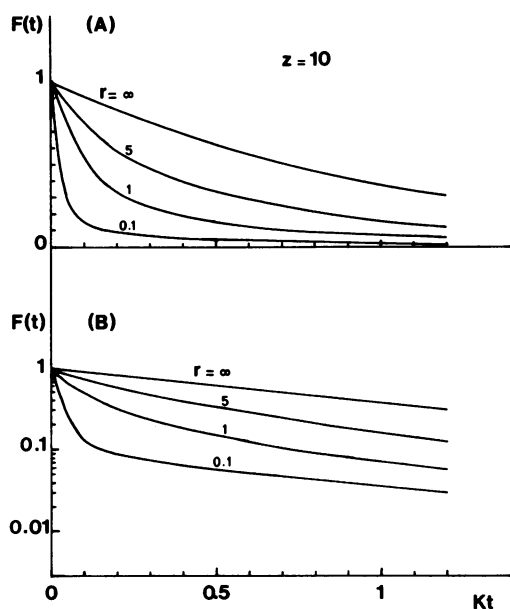 F(t) (A)
z = 10
r = ∞
1
5
1
0.1
0
F(t) (B)
r = ∞
1
5
1
0.1
0.1
0.01
0 0.5 1
Kt